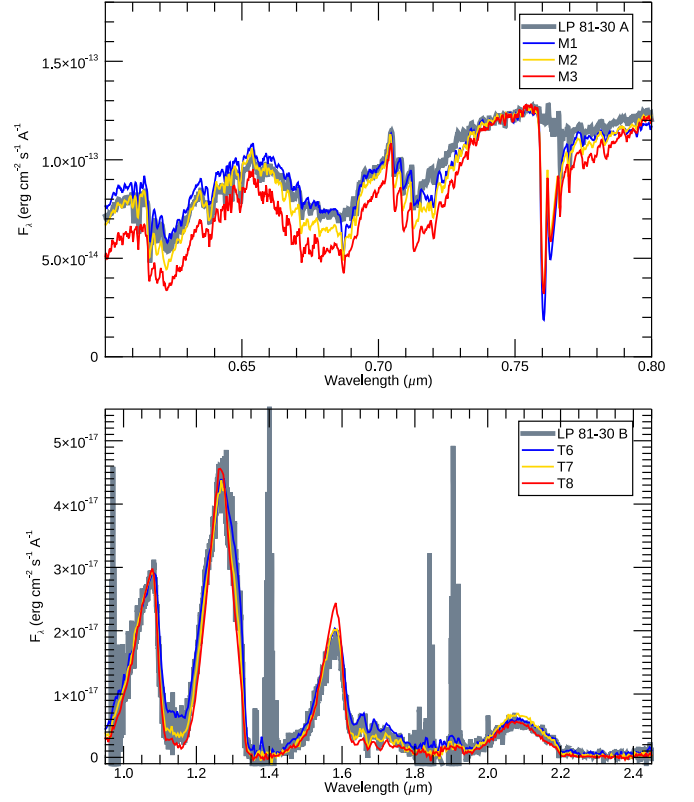 LP 81-30 A
M1
M2
M3
1.5×10⁻¹³
1.0×10⁻¹³
5.0×10⁻¹⁴
0
F_λ (erg cm⁻² s⁻¹ A⁻¹)
0.65 0.70 0.75 0.80
Wavelength (μm)
LP 81-30 B
T6
T7
T8
5×10⁻¹⁷
4×10⁻¹⁷
3×10⁻¹⁷
2×10⁻¹⁷
1×10⁻¹⁷
0
F_λ (erg cm⁻² s⁻¹ A⁻¹)
1.0 1.2 1.4 1.6 1.8 2.0 2.2 2.4
Wavelength (μm)